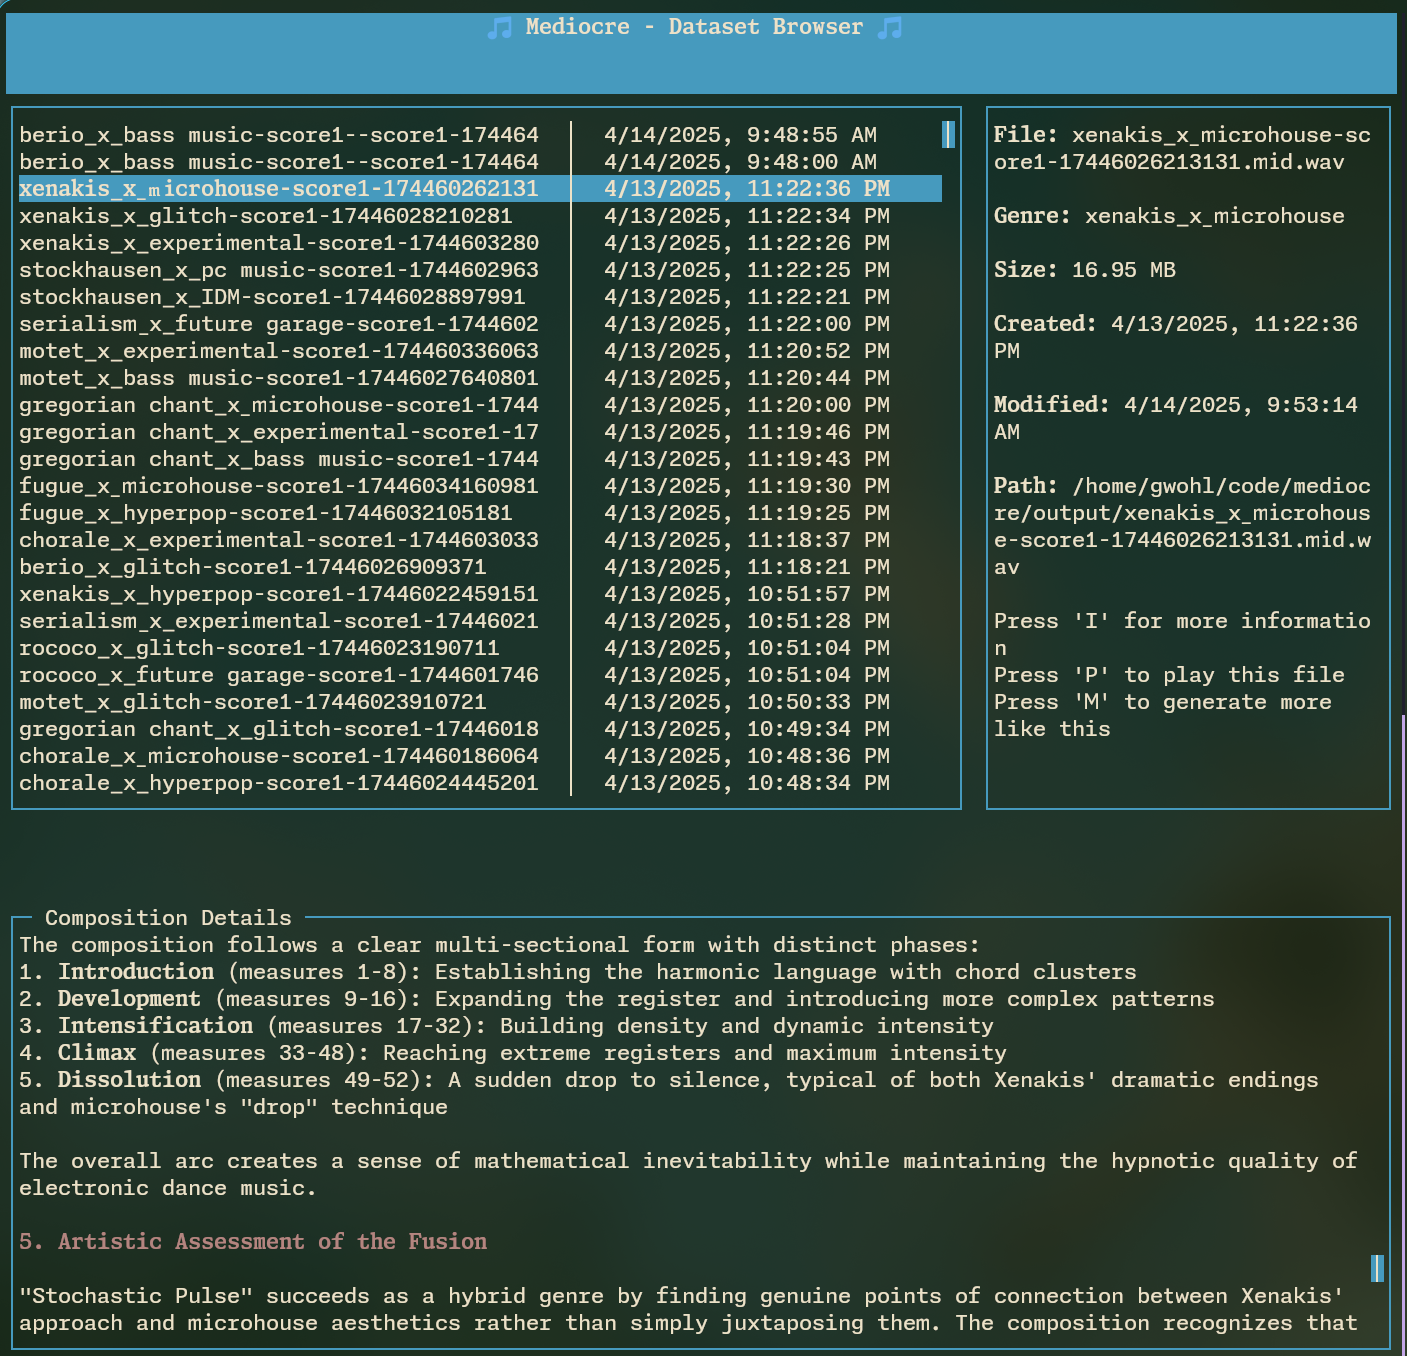 🎵 Mediocre - Dataset Browser 🎵
berio_x_bass music-score1--score1-174464 4/14/2025, 9:48:55 AM
berio_x_bass music-score1--score1-174464 4/14/2025, 9:48:00 AM
xenakis_x_microhouse-score1-174460262131 4/13/2025, 11:22:36 PM
xenakis_x_glitch-score1-17446028210281 4/13/2025, 11:22:34 PM
xenakis_x_experimental-score1-1744603280 4/13/2025, 11:22:26 PM
stockhausen_x_pc music-score1-1744602963 4/13/2025, 11:22:25 PM
stockhausen_x_IDM-score1-17446028897991 4/13/2025, 11:22:21 PM
serialism_x_future garage-score1-1744602 4/13/2025, 11:22:00 PM
motet_x_experimental-score1-174460336063 4/13/2025, 11:20:52 PM
motet_x_bass music-score1-17446027640801 4/13/2025, 11:20:44 PM
gregorian chant_x_microhouse-score1-1744 4/13/2025, 11:20:00 PM
gregorian chant_x_experimental-score1-17 4/13/2025, 11:19:46 PM
gregorian chant_x_bass music-score1-1744 4/13/2025, 11:19:43 PM
fugue_x_microhouse-score1-17446034160981 4/13/2025, 11:19:30 PM
fugue_x_hyperpop-score1-17446032105181 4/13/2025, 11:19:25 PM
chorale_x_experimental-score1-1744603033 4/13/2025, 11:18:37 PM
berio_x_glitch-score1-17446026909371 4/13/2025, 11:18:21 PM
xenakis_x_hyperpop-score1-17446022459151 4/13/2025, 10:51:57 PM
serialism_x_experimental-score1-17446021 4/13/2025, 10:51:28 PM
rococo_x_glitch-score1-17446023190711 4/13/2025, 10:51:04 PM
rococo_x_future garage-score1-1744601746 4/13/2025, 10:51:04 PM
motet_x_glitch-score1-17446023910721 4/13/2025, 10:50:33 PM
gregorian chant_x_glitch-score1-17446018 4/13/2025, 10:49:34 PM
chorale_x_microhouse-score1-174460186064 4/13/2025, 10:48:36 PM
chorale_x_hyperpop-score1-17446024445201 4/13/2025, 10:48:34 PM
File: xenakis_x_microhouse-sc
ore1-17446026213131.mid.wav
Genre: xenakis_x_microhouse
Size: 16.95 MB
Created: 4/13/2025, 11:22:36
PM
Modified: 4/14/2025, 9:53:14
AM
Path: /home/gwohl/code/medioc
re/output/xenakis_x_microhous
e-score1-17446026213131.mid.w
av
Press 'I' for more informatio
n
Press 'P' to play this file
Press 'M' to generate more
like this
Composition Details
The composition follows a clear multi-sectional form with distinct phases:
1. Introduction (measures 1-8): Establishing the harmonic language with chord clusters
2. Development (measures 9-16): Expanding the register and introducing more complex patterns
3. Intensification (measures 17-32): Building density and dynamic intensity
4. Climax (measures 33-48): Reaching extreme registers and maximum intensity
5. Dissolution (measures 49-52): A sudden drop to silence, typical of both Xenakis' dramatic endings
and microhouse's "drop" technique
The overall arc creates a sense of mathematical inevitability while maintaining the hypnotic quality of
electronic dance music.
5. Artistic Assessment of the Fusion
"Stochastic Pulse" succeeds as a hybrid genre by finding genuine points of connection between Xenakis'
approach and microhouse aesthetics rather than simply juxtaposing them. The composition recognizes that